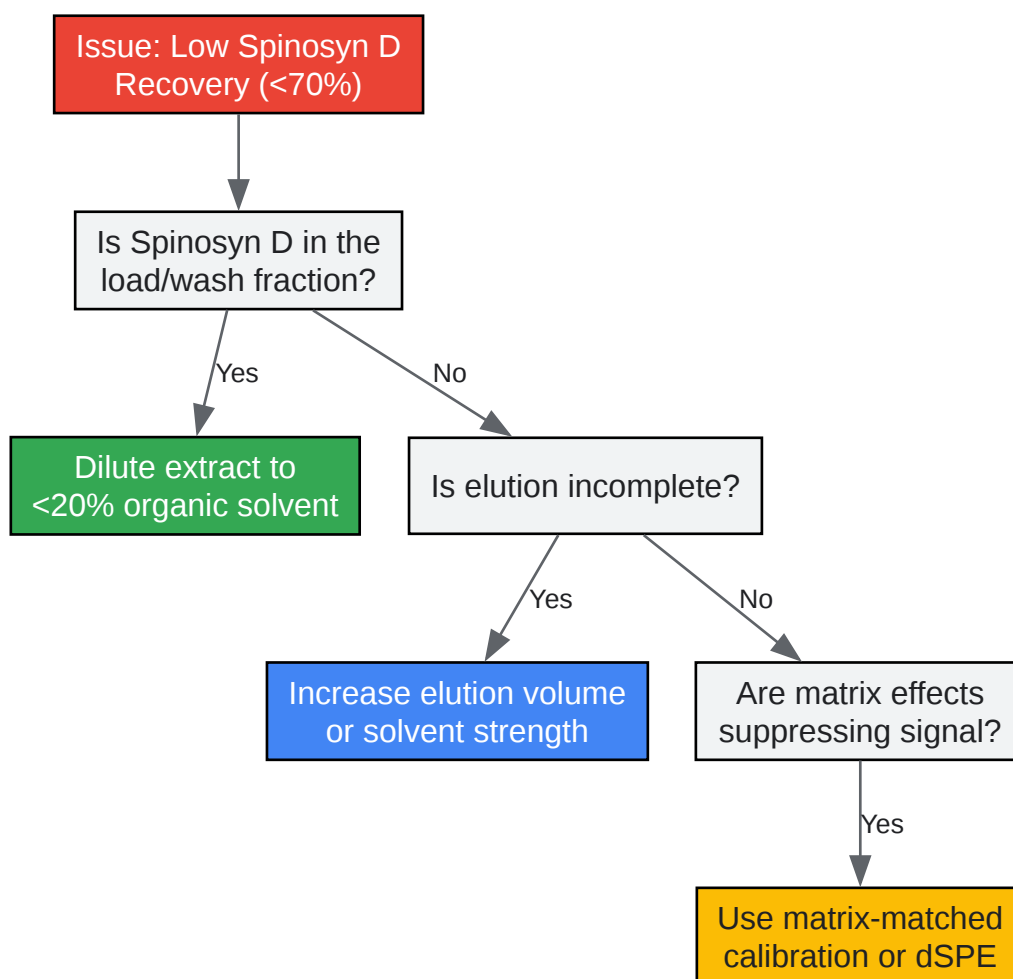 Issue: Low Spinosyn D
Recovery (<70%)
Is Spinosyn D in the
load/wash fraction?
Yes
No
Dilute extract to
<20% organic solvent
Is elution incomplete?
Yes
No
Increase elution volume
or solvent strength
Are matrix effects
suppressing signal?
Yes
Use matrix-matched
calibration or dSPE